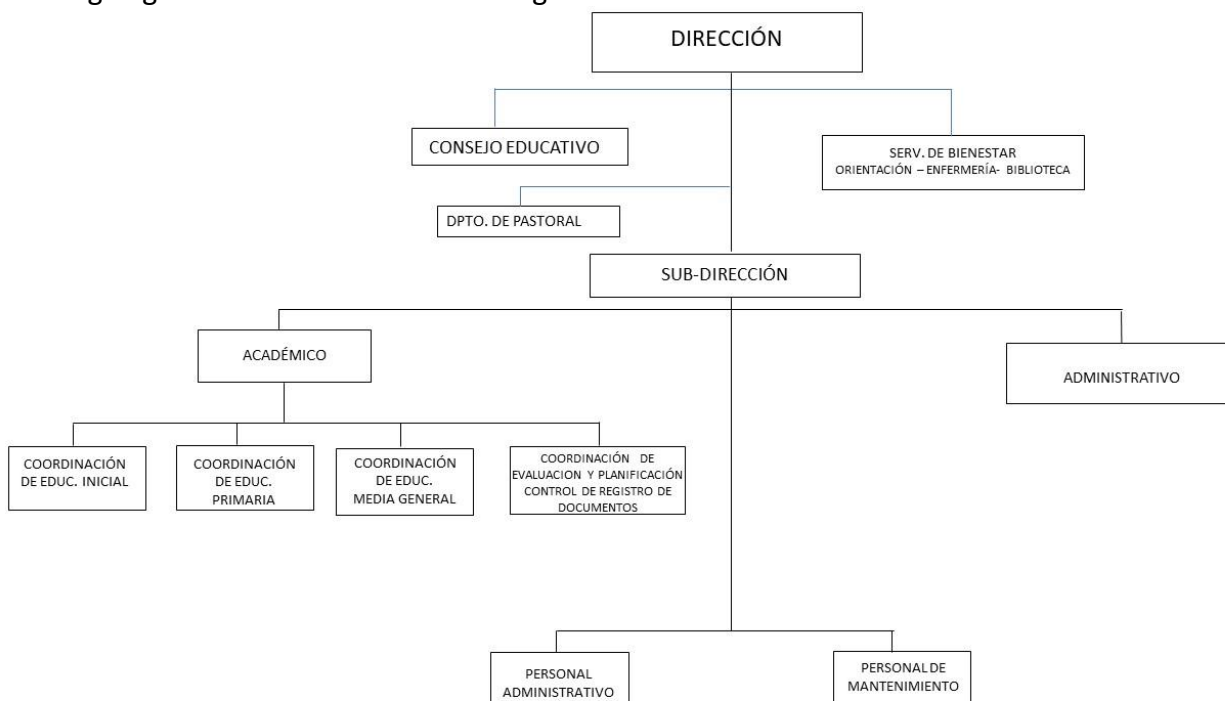 DIRECCIÓN
CONSEJO EDUCATIVO
SERV. DE BIENESTAR
ORIENTACIÓN – ENFERMERÍA- BIBLIOTECA
DPTO. DE PASTORAL
SUB-DIRECCIÓN
ACADÉMICO
ADMINISTRATIVO
COORDINACIÓN
DE EDUC. INICIAL
COORDINACIÓN
DE EDUC.
PRIMARIA
COORDINACIÓN
DE EDUC.
MEDIA GENERAL
COORDINACIÓN DE
EVALUACION Y PLANIFICACIÓN
CONTROL DE REGISTRO DE
DOCUMENTOS
PERSONAL
ADMINISTRATIVO
PERSONAL DE
MANTENIMIENTO